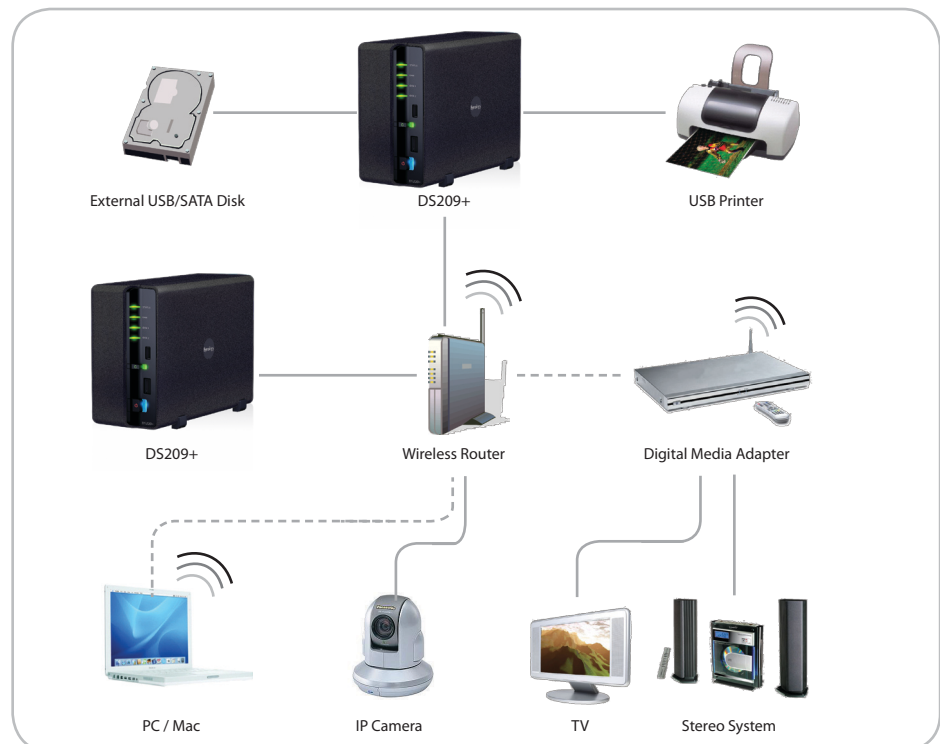 External USB/SATA Disk
DS209+
USB Printer
DS209+
Wireless Router
Digital Media Adapter
PC / Mac
IP Camera
TV
Stereo System